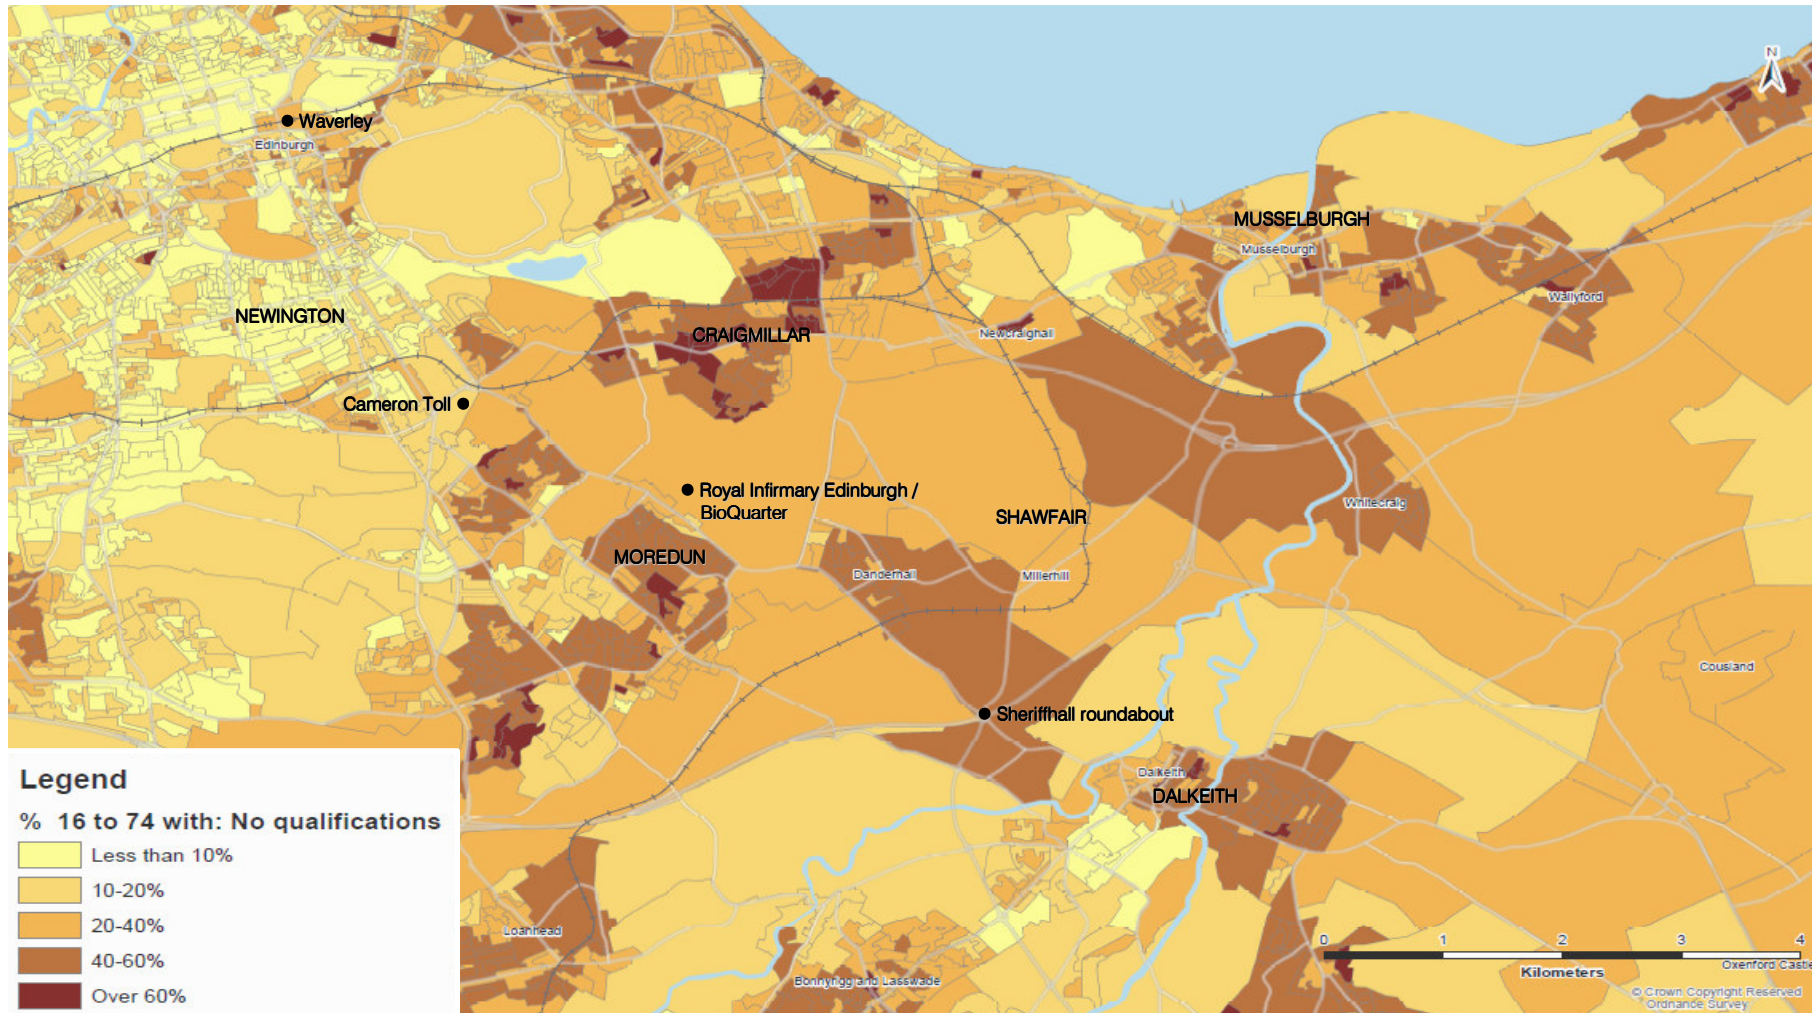 N
Waverley
Edinburgh
MUSSELBURGH
Musselburgh
NEWINGTON
Wallyford
CRAIGMILLAR
Newcraighall
Cameron Toll
Royal Infirmary Edinburgh /
BioQuarter
SHAWFAIR
Whitecraig
MOREDUN
Danderhall
Millerhill
Cousland
Sheriffhall roundabout
Dalkeith
DALKEITH
Legend
% 16 to 74 with: No qualifications
Less than 10%
10-20%
20-40%
40-60%
Over 60%
Loanhead
Bonnyrigg and Lasswade
0 1 2 3 4
Kilometers
Oxenford Castle
© Crown Copyright Reserved
Ordnance Survey